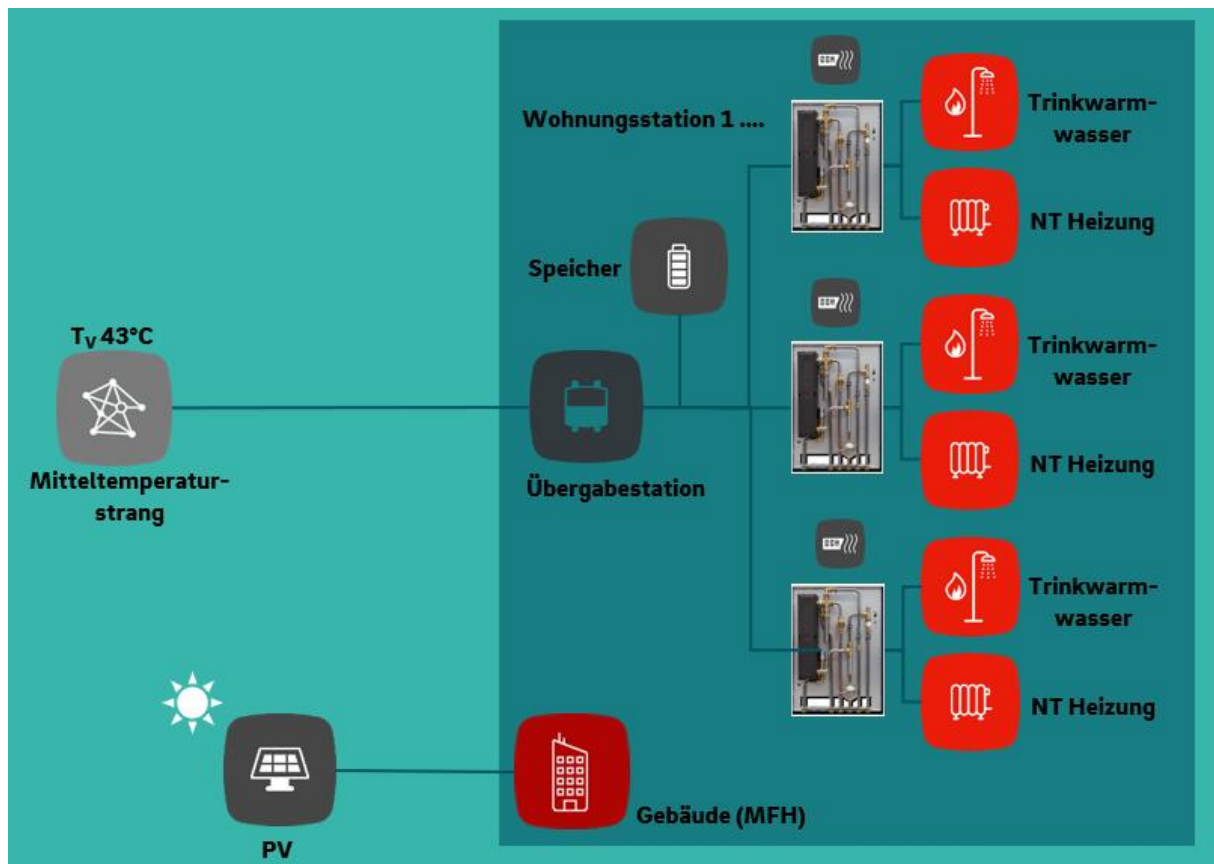 Wohnungsstation 1 ....
Trinkwarm-
wasser
NT Heizung
Speicher
Trinkwarm-
wasser
NT Heizung
T_V 43°C
Mitteltemperatur-
strang
Übergabestation
Trinkwarm-
wasser
NT Heizung
Gebäude (MFH)
PV